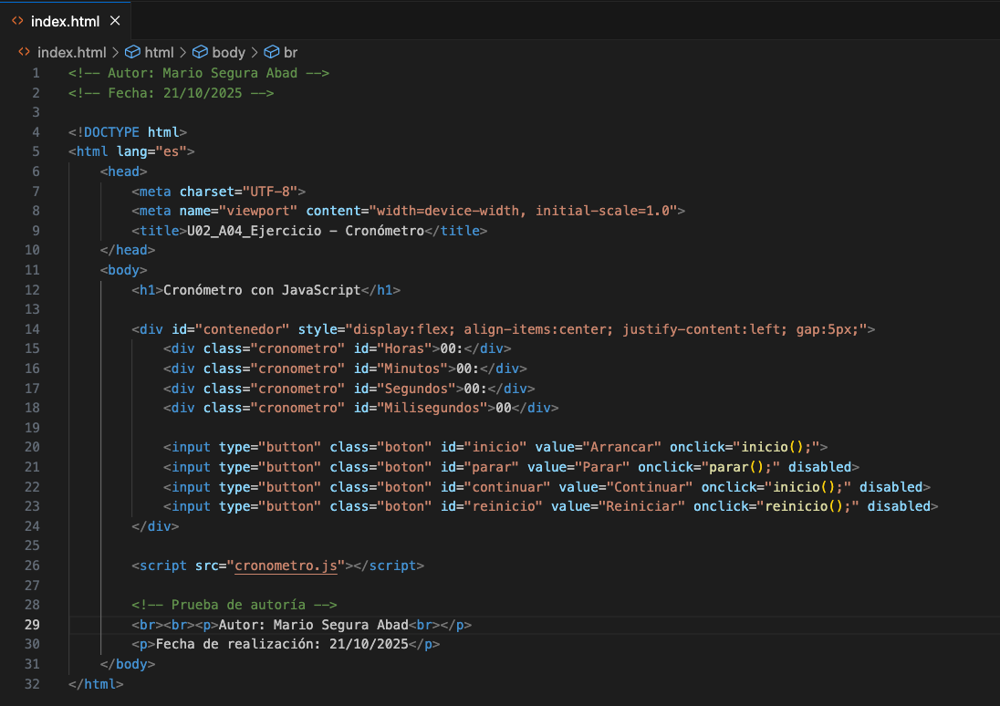 index.html
index.html > html > body > br
1 <!-- Autor: Mario Segura Abad -->
2 <!-- Fecha: 21/10/2025 -->
3
4 <!DOCTYPE html>
5 <html lang="es">
6     <head>
7         <meta charset="UTF-8">
8         <meta name="viewport" content="width=device-width, initial-scale=1.0">
9         <title>U02_A04_Ejercicio - Cronómetro</title>
10     </head>
11     <body>
12         <h1>Cronómetro con JavaScript</h1>
13
14         <div id="contenedor" style="display:flex; align-items:center; justify-content:left; gap:5px;">
15             <div class="cronometro" id="Horas">00:</div>
16             <div class="cronometro" id="Minutos">00:</div>
17             <div class="cronometro" id="Segundos">00:</div>
18             <div class="cronometro" id="Milisegundos">00</div>
19
20             <input type="button" class="boton" id="inicio" value="Arrancar" onclick="inicio();">
21             <input type="button" class="boton" id="parar" value="Parar" onclick="parar();" disabled>
22             <input type="button" class="boton" id="continuar" value="Continuar" onclick="inicio();" disabled>
23             <input type="button" class="boton" id="reinicio" value="Reiniciar" onclick="reinicio();" disabled>
24         </div>
25
26         <script src="cronometro.js"></script>
27
28         <!-- Prueba de autoría -->
29         <br><br><p>Autor: Mario Segura Abad<br></p>
30         <p>Fecha de realización: 21/10/2025</p>
31     </body>
32 </html>